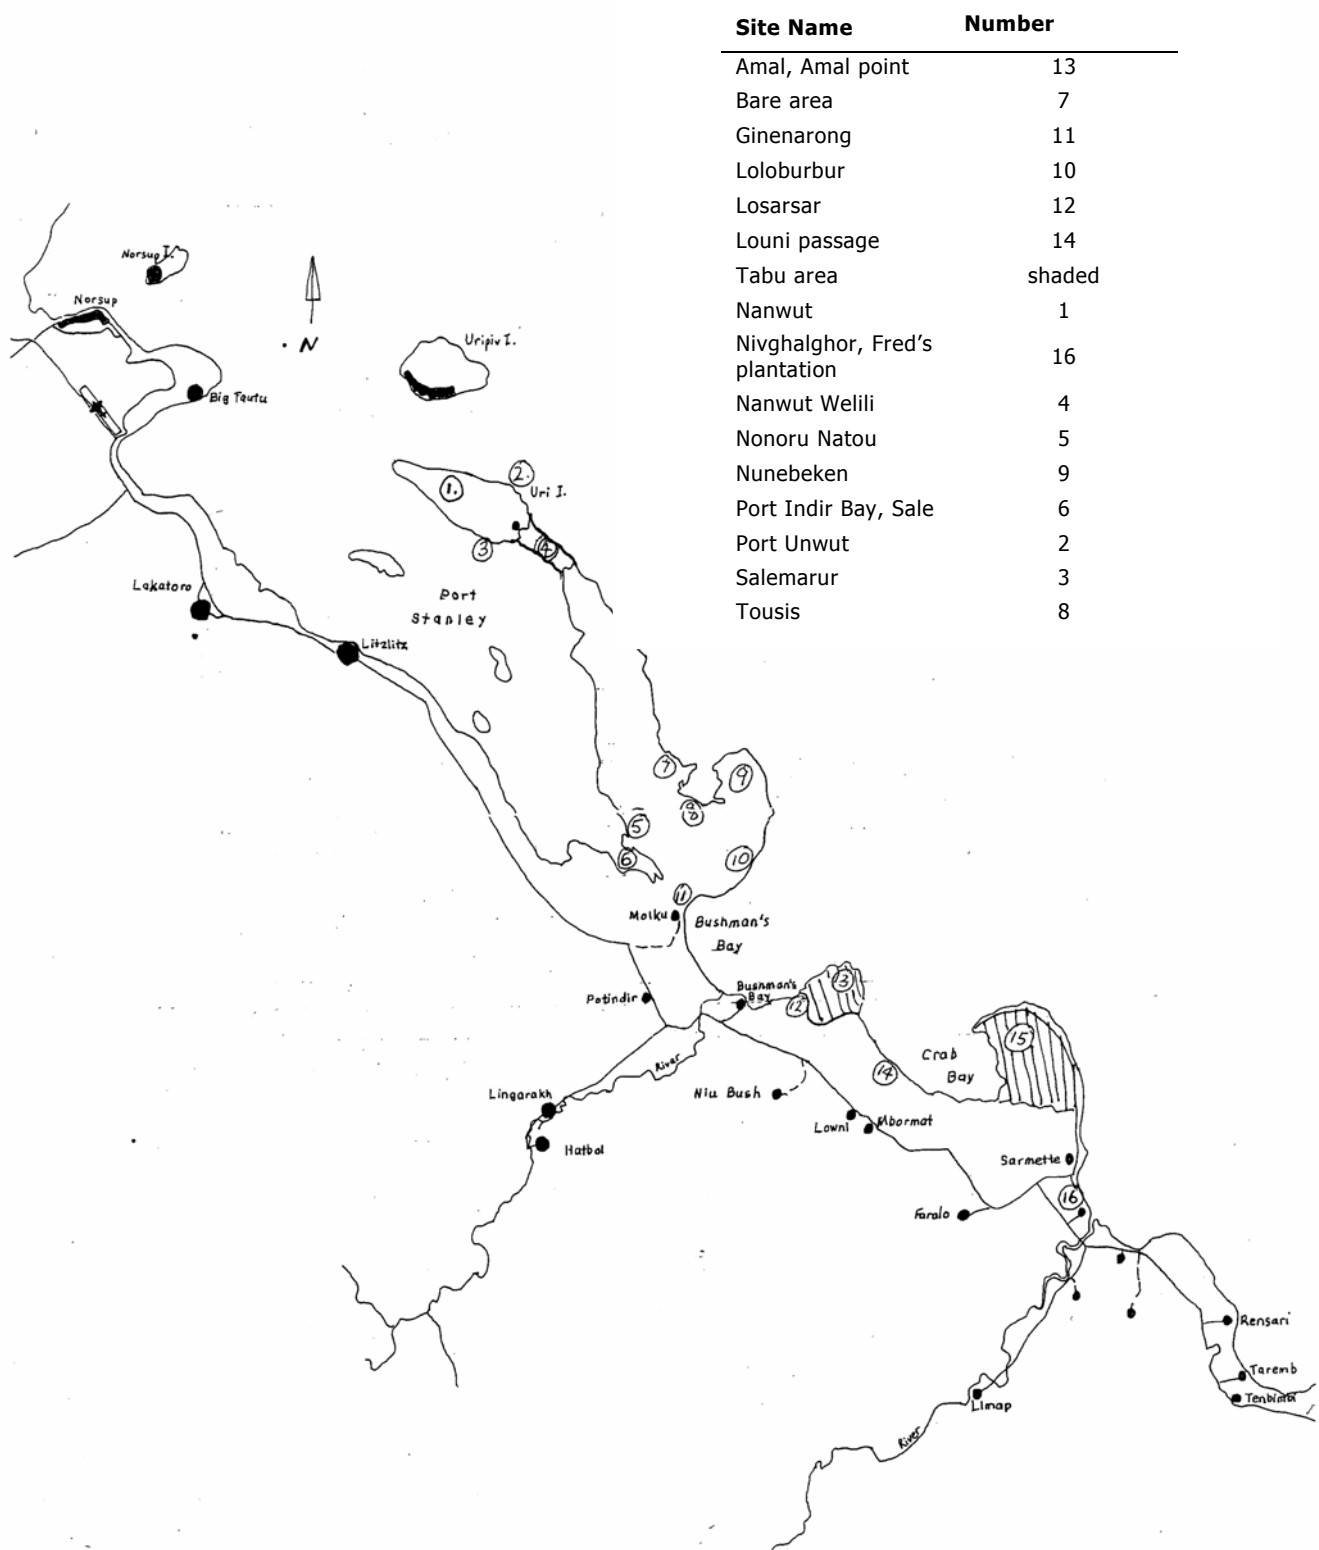 Site Name Number
Amal, Amal point 13
Bare area 7
Ginenarong 11
Loloburbur 10
Losarsar 12
Louni passage 14
Tabu area shaded
Nanwut 1
Nivghalghor, Fred's
plantation 16
Nanwut Welili 4
Nonoru Natou 5
Nunebeken 9
Port Indir Bay, Sale 6
Port Unwut 2
Salemarur 3
Tousis 8
Norsup I.
Norsup
N
Uripiv I.
Big Tautu
1.
2.
Uri I.
3
4
Lakatoro
Port
Stanley
Litzlitz
7
9
8
5
6
10
11
Molku
Bushman's
Bay
Potindir
Bushman's
Bay
12
13
15
Crab
Bay
14
River
Niu Bush
Lingarakh
Lowni
Mbormat
Hatbol
Sarmette
16
Faralo
Rensari
Taremb
Tenbimbi
Limap
River